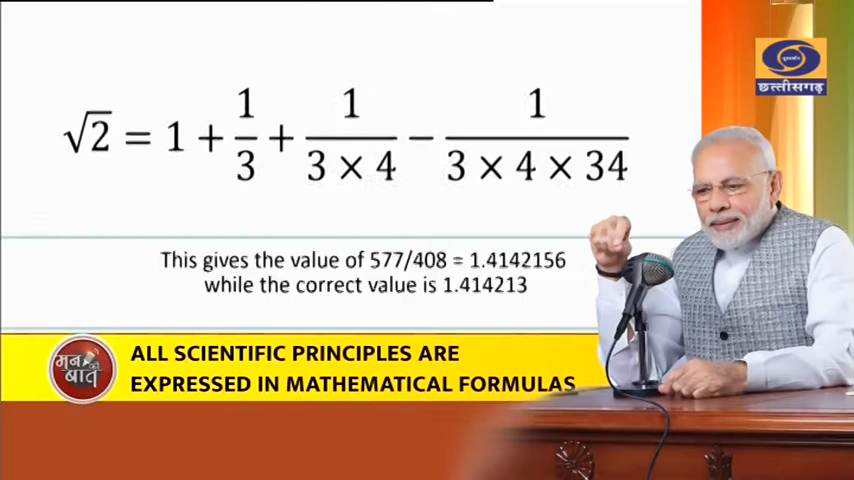 √2 = 1 + 1/3 + 1/(3 × 4) − 1/(3 × 4 × 34)
This gives the value of 577/408 = 1.4142156
while the correct value is 1.414213
दूरदर्शन
छत्तीसगढ़
मन की
बात
ALL SCIENTIFIC PRINCIPLES ARE
EXPRESSED IN MATHEMATICAL FORMULAS